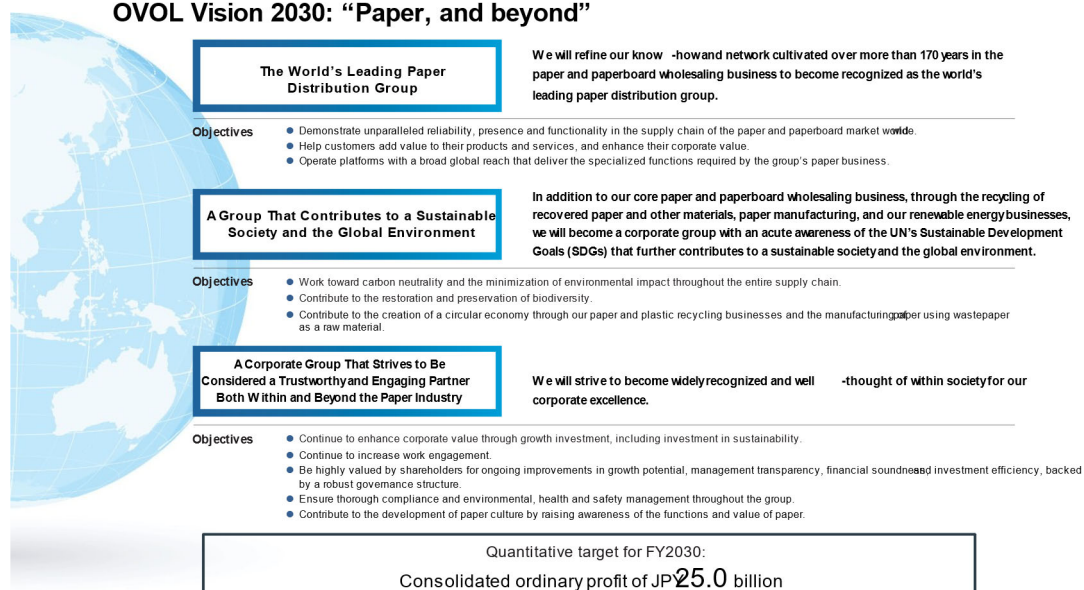 OVOL Vision 2030: “Paper, and beyond”
The World’s Leading Paper
Distribution Group
We will refine our know -how and network cultivated over more than 170 years in the
paper and paperboard wholesaling business to become recognized as the world’s
leading paper distribution group.
Objectives
● Demonstrate unparalleled reliability, presence and functionality in the supply chain of the paper and paperboard market worldwide.
● Help customers add value to their products and services, and enhance their corporate value.
● Operate platforms with a broad global reach that deliver the specialized functions required by the group’s paper business.
A Group That Contributes to a Sustainable
Society and the Global Environment
In addition to our core paper and paperboard wholesaling business, through the recycling of
recovered paper and other materials, paper manufacturing, and our renewable energy businesses,
we will become a corporate group with an acute awareness of the UN’s Sustainable Development
Goals (SDGs) that further contributes to a sustainable society and the global environment.
Objectives
● Work toward carbon neutrality and the minimization of environmental impact throughout the entire supply chain.
● Contribute to the restoration and preservation of biodiversity.
● Contribute to the creation of a circular economy through our paper and plastic recycling businesses and the manufacturing of paper using wastepaper
as a raw material.
A Corporate Group That Strives to Be
Considered a Trustworthy and Engaging Partner
Both Within and Beyond the Paper Industry
We will strive to become widely recognized and well -thought of within society for our
corporate excellence.
Objectives
● Continue to enhance corporate value through growth investment, including investment in sustainability.
● Continue to increase work engagement.
● Be highly valued by shareholders for ongoing improvements in growth potential, management transparency, financial soundness, and investment efficiency, backed
by a robust governance structure.
● Ensure thorough compliance and environmental, health and safety management throughout the group.
● Contribute to the development of paper culture by raising awareness of the functions and value of paper.
Quantitative target for FY2030:
Consolidated ordinary profit of JPY 25.0 billion